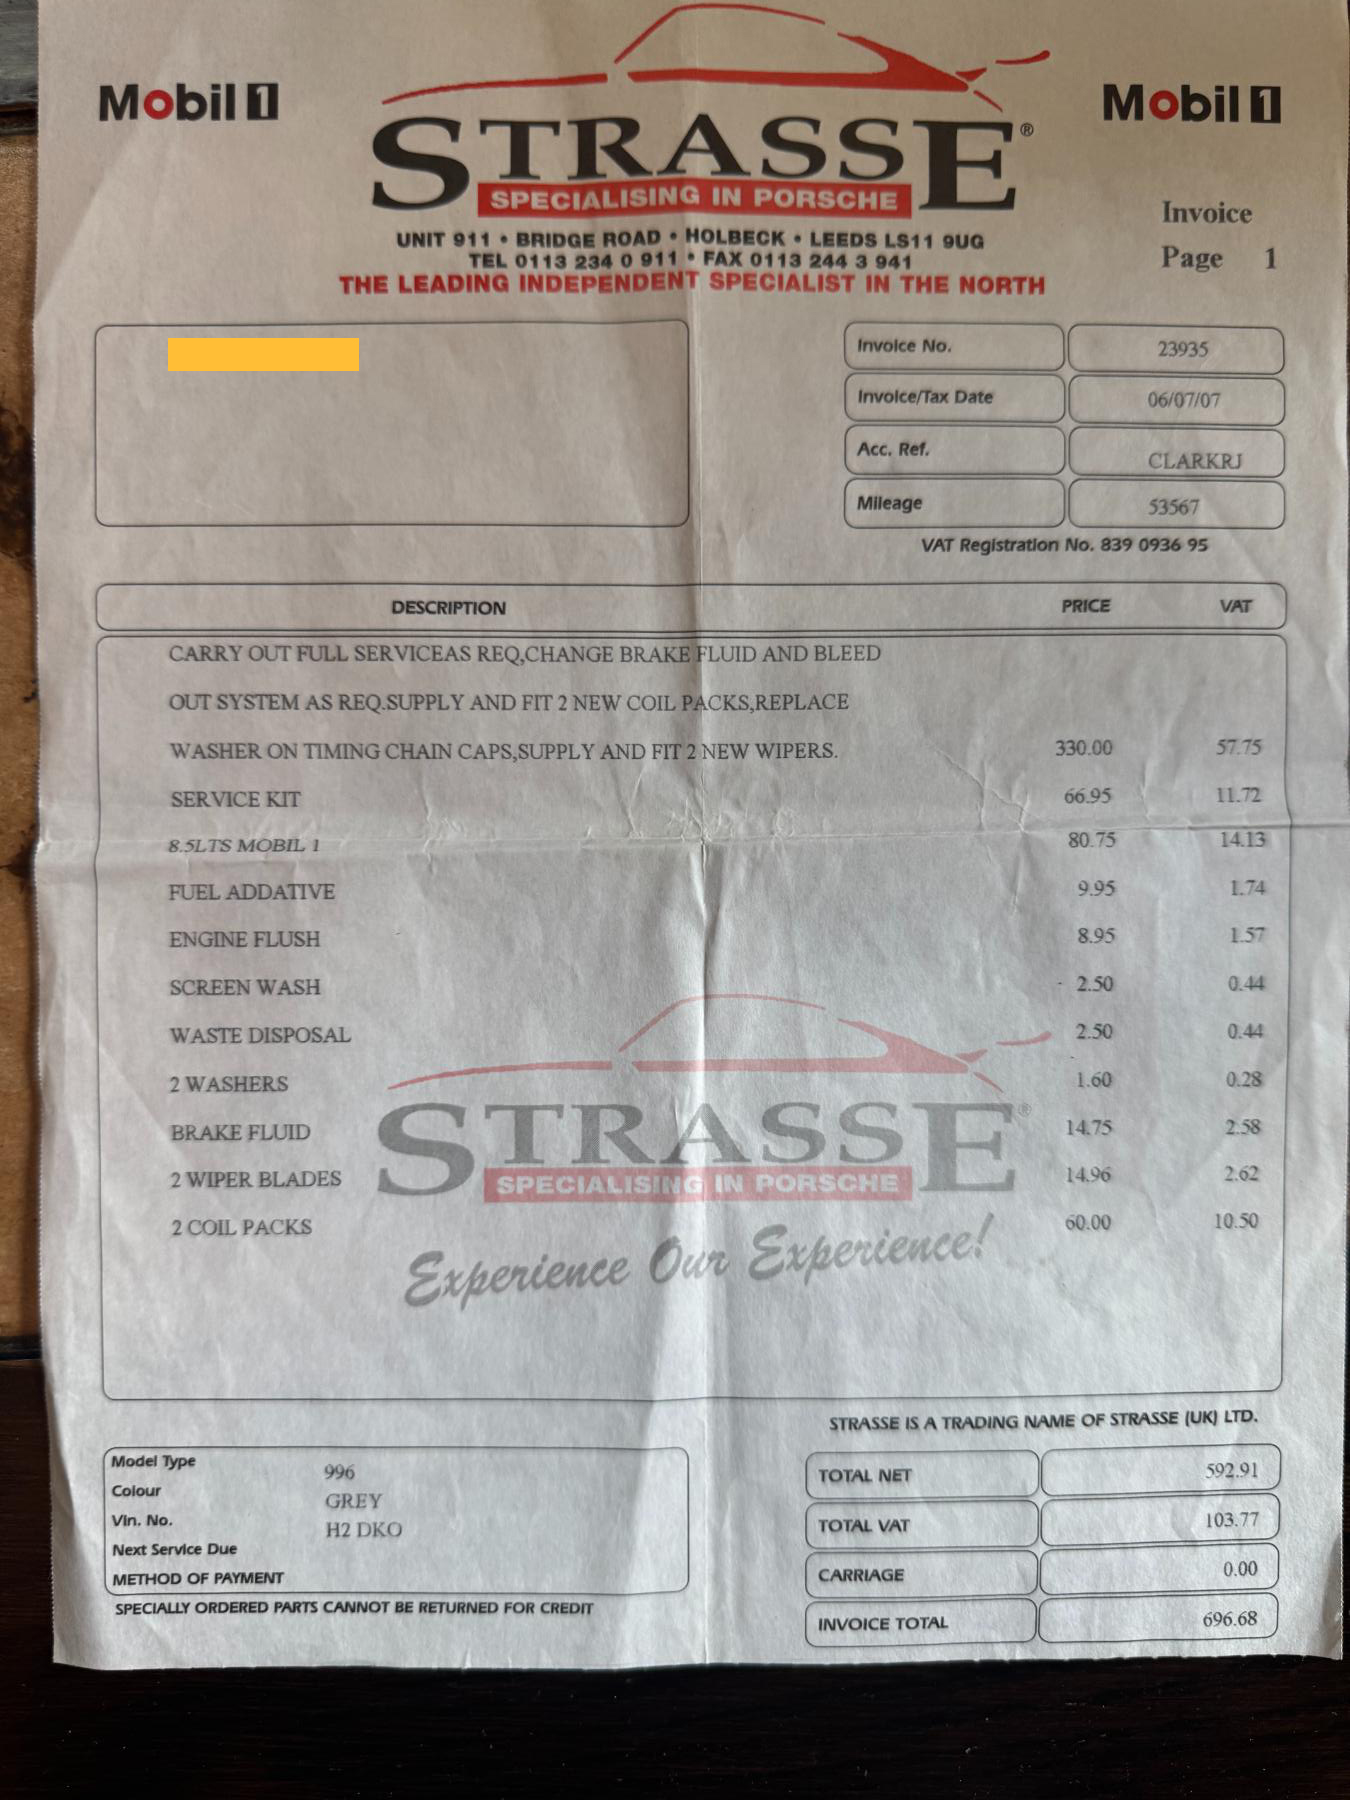 Mobil 1
STRASSE®
Mobil 1
SPECIALISING IN PORSCHE
UNIT 911 • BRIDGE ROAD • HOLBECK • LEEDS LS11 9UG
TEL 0113 234 0 911 • FAX 0113 244 3 941
THE LEADING INDEPENDENT SPECIALIST IN THE NORTH
Invoice
Page 1
Invoice No. 23935
Invoice/Tax Date 06/07/07
Acc. Ref. CLARKRJ
Mileage 53567
VAT Registration No. 839 0936 95
DESCRIPTION PRICE VAT
CARRY OUT FULL SERVICEAS REQ,CHANGE BRAKE FLUID AND BLEED
OUT SYSTEM AS REQ.SUPPLY AND FIT 2 NEW COIL PACKS,REPLACE
WASHER ON TIMING CHAIN CAPS,SUPPLY AND FIT 2 NEW WIPERS. 330.00 57.75
SERVICE KIT 66.95 11.72
8.5LTS MOBIL 1 80.75 14.13
FUEL ADDATIVE 9.95 1.74
ENGINE FLUSH 8.95 1.57
SCREEN WASH 2.50 0.44
WASTE DISPOSAL 2.50 0.44
2 WASHERS 1.60 0.28
BRAKE FLUID 14.75 2.58
2 WIPER BLADES 14.96 2.62
2 COIL PACKS 60.00 10.50
STRASSE®
SPECIALISING IN PORSCHE
Experience Our Experience!
STRASSE IS A TRADING NAME OF STRASSE (UK) LTD.
Model Type 996
Colour GREY
Vin. No. H2 DKO
Next Service Due
METHOD OF PAYMENT
SPECIALLY ORDERED PARTS CANNOT BE RETURNED FOR CREDIT
TOTAL NET 592.91
TOTAL VAT 103.77
CARRIAGE 0.00
INVOICE TOTAL 696.68